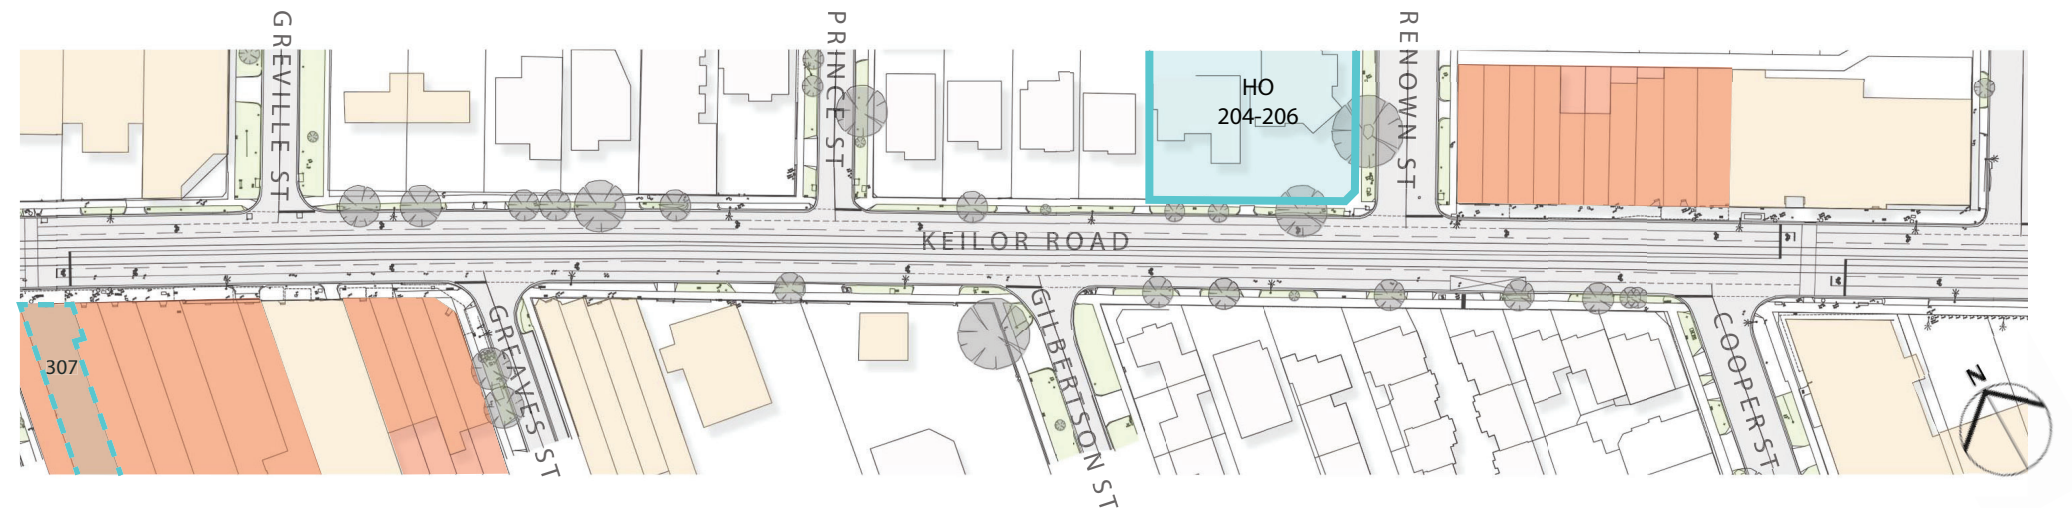 GREVILLE ST
PRINCE ST
RENOWN ST
HO
204-206
KEILOR ROAD
307
GREAVES ST
GILBERTSON ST
COOPER ST
N